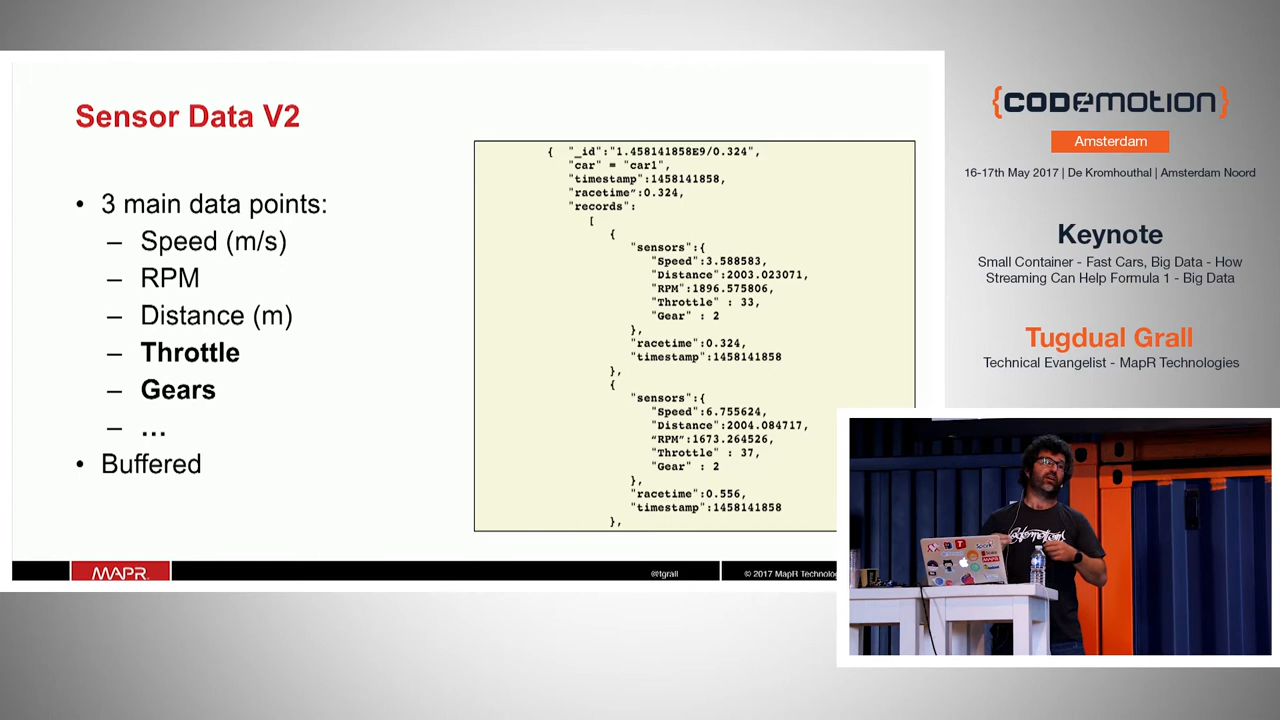 Sensor Data V2
• 3 main data points:
– Speed (m/s)
– RPM
– Distance (m)
– Throttle
– Gears
– …
• Buffered
{ "_id":"1.458141858E9/0.324",
"car" = "car1",
"timestamp":1458141858,
"racetime”:0.324,
"records":
[
{
"sensors":{
"Speed":3.588583,
"Distance":2003.023071,
"RPM":1896.575806,
"Throttle" : 33,
"Gear" : 2
},
"racetime":0.324,
"timestamp":1458141858
},
{
"sensors":{
"Speed":6.755624,
"Distance":2004.084717,
“RPM":1673.264526,
"Throttle" : 37,
"Gear" : 2
},
"racetime":0.556,
"timestamp":1458141858
},
MAPR
@tgrall
© 2017 MapR
{CODEMOTION}
Amsterdam
16-17th May 2017 | De Kromhouthal | Amsterdam Noord
Keynote
Small Container - Fast Cars, Big Data - How
Streaming Can Help Formula 1 - Big Data
Tugdual Grall
Technical Evangelist - MapR Technologies